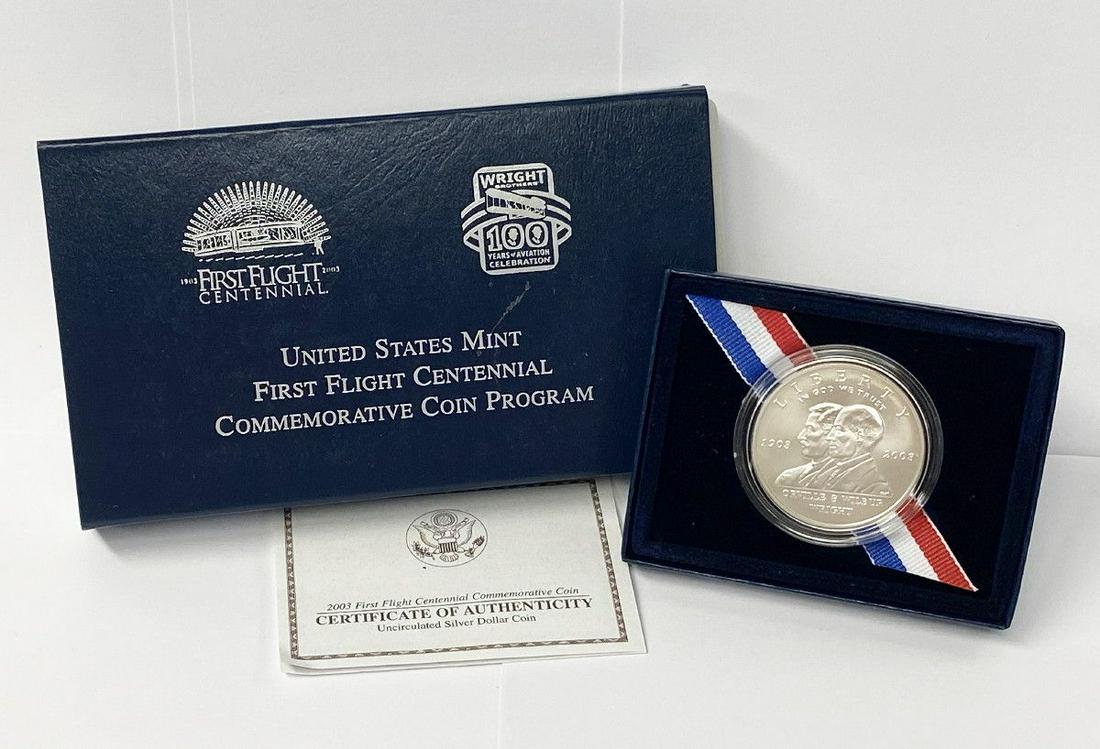 1903 FIRST FLIGHT 2003
CENTENNIAL.
WRIGHT
BROTHERS
100
YEARS of AVIATION
CELEBRATION
UNITED STATES MINT
FIRST FLIGHT CENTENNIAL
COMMEMORATIVE COIN PROGRAM
LIBERTY
IN GOD WE TRUST
1903 2003
ORVILLE & WILBUR
WRIGHT
2003 First Flight Centennial Commemorative Coin
CERTIFICATE OF AUTHENTICITY
Uncirculated Silver Dollar Coin